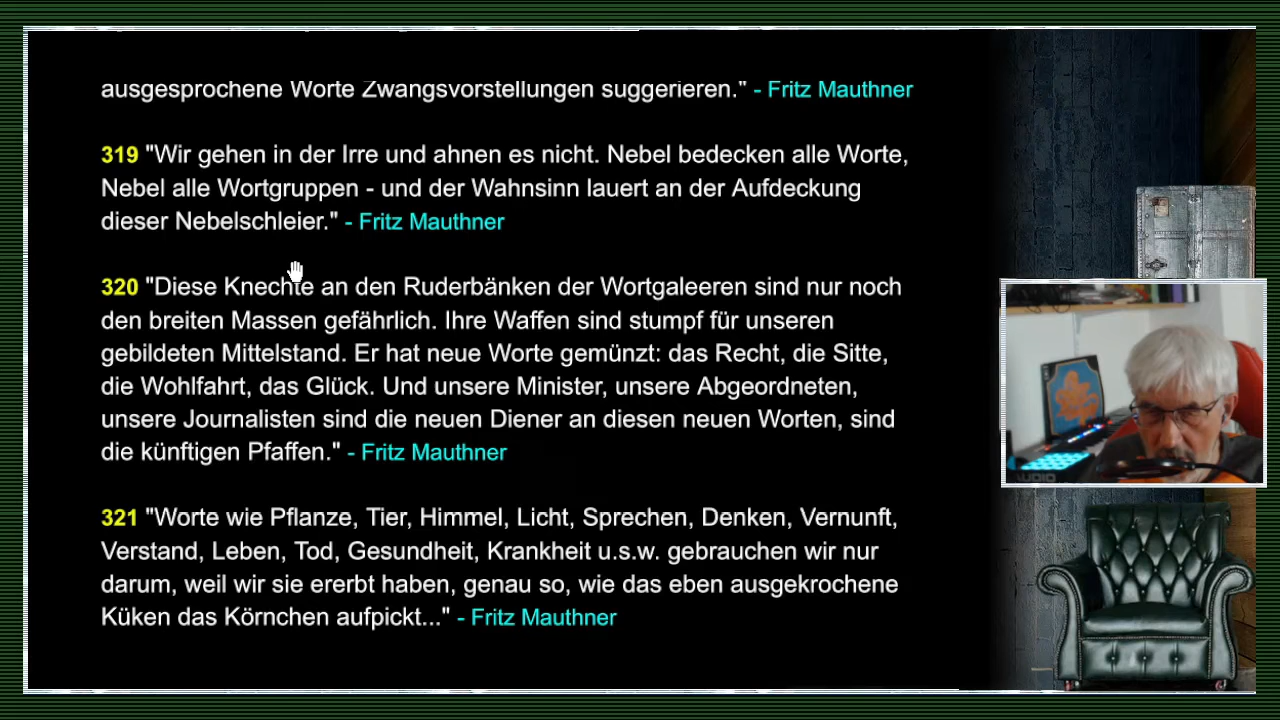 ausgesprochene Worte Zwangsvorstellungen suggerieren." - Fritz Mauthner
319 "Wir gehen in der Irre und ahnen es nicht. Nebel bedecken alle Worte,
Nebel alle Wortgruppen - und der Wahnsinn lauert an der Aufdeckung
dieser Nebelschleier." - Fritz Mauthner
320 "Diese Knechte an den Ruderbänken der Wortgaleeren sind nur noch
den breiten Massen gefährlich. Ihre Waffen sind stumpf für unseren
gebildeten Mittelstand. Er hat neue Worte gemünzt: das Recht, die Sitte,
die Wohlfahrt, das Glück. Und unsere Minister, unsere Abgeordneten,
unsere Journalisten sind die neuen Diener an diesen neuen Worten, sind
die künftigen Pfaffen." - Fritz Mauthner
321 "Worte wie Pflanze, Tier, Himmel, Licht, Sprechen, Denken, Vernunft,
Verstand, Leben, Tod, Gesundheit, Krankheit u.s.w. gebrauchen wir nur
darum, weil wir sie ererbt haben, genau so, wie das eben ausgekrochene
Küken das Körnchen aufpickt..." - Fritz Mauthner
AUDIO